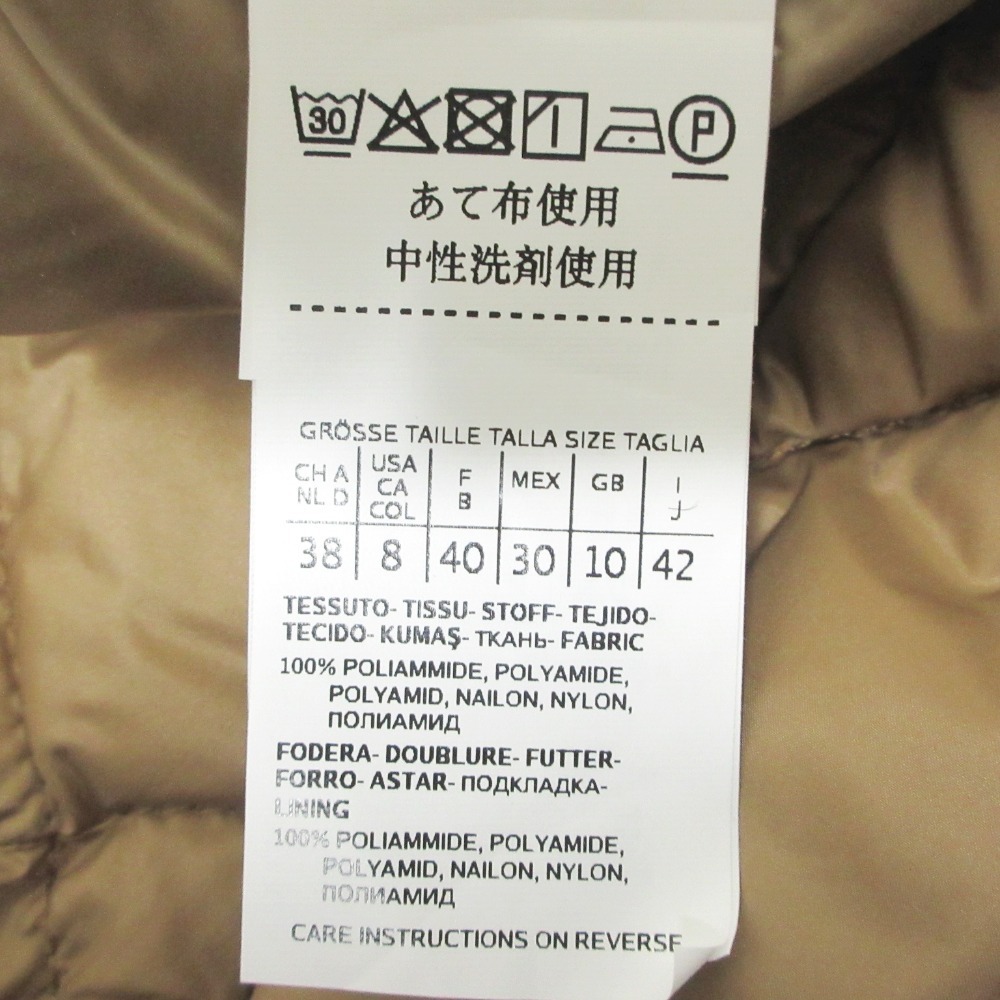 30 P
あて布使用
中性洗剤使用
GRÖSSE TAILLE TALLA SIZE TAGLIA
CH A NL D | USA CA COL | F B | MEX | GB | I J
38 | 8 | 40 | 30 | 10 | 42
TESSUTO- TISSU- STOFF- TEJIDO-
TECIDO- KUMAŞ- ТКАНЬ- FABRIC
100% POLIAMMIDE, POLYAMIDE,
POLYAMID, NAILON, NYLON,
ПОЛИАМИД
FODERA- DOUBLURE- FUTTER-
FORRO- ASTAR- ПОДКЛАДКА-
LINING
100% POLIAMMIDE, POLYAMIDE,
POLYAMID, NAILON, NYLON,
ПОЛИАМИД
CARE INSTRUCTIONS ON REVERSE